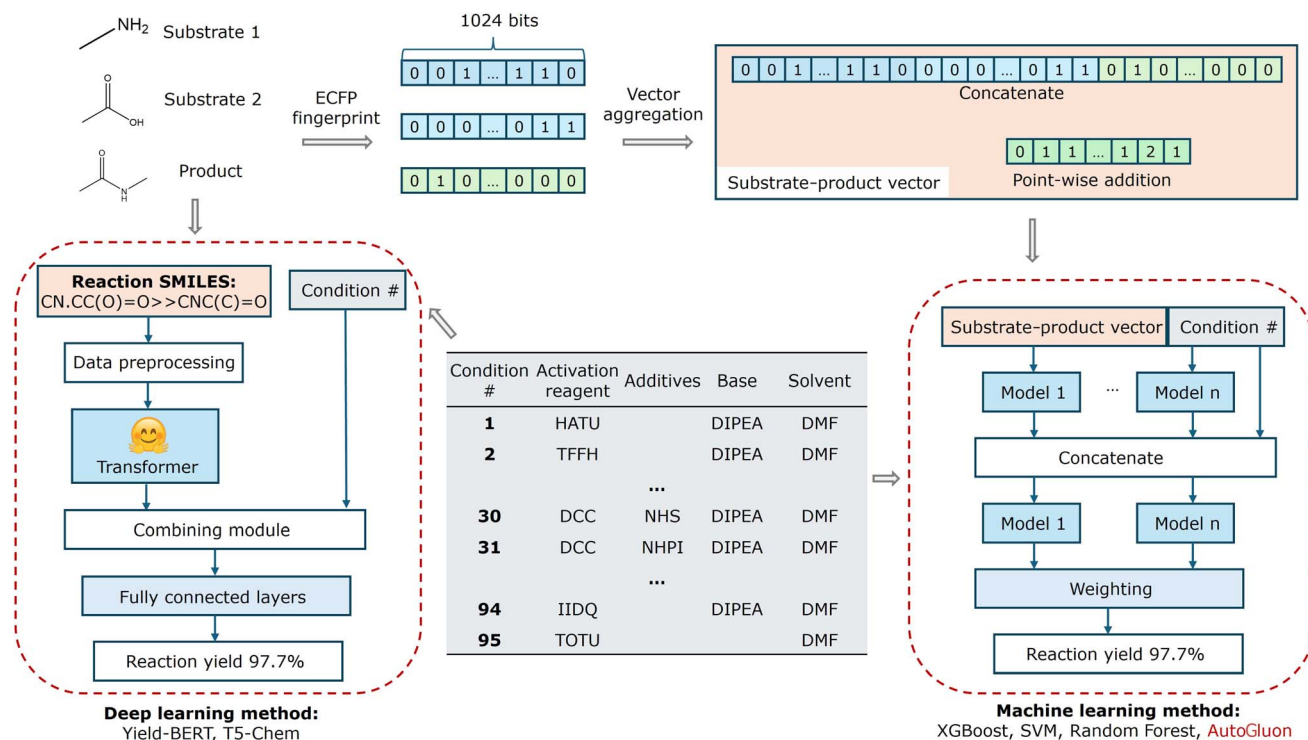 NH₂
Substrate 1
O
OH
Substrate 2
O
N
H
Product
ECFP
fingerprint
1024 bits
0 0 1 ... 1 1 0
0 0 0 ... 0 1 1
0 1 0 ... 0 0 0
Vector
aggregation
0 0 1 ... 1 1 0 0 0 0 ... 0 1 1 0 1 0 ... 0 0 0
Concatenate
0 1 1 ... 1 2 1
Point-wise addition
Substrate-product vector
Reaction SMILES:
CN.CC(O)=O>>CNC(C)=O
Condition #
Data preprocessing
Transformer
Combining module
Fully connected layers
Reaction yield 97.7%
Deep learning method:
Yield-BERT, T5-Chem
Condition # Activation reagent Additives Base Solvent
1 HATU DIPEA DMF
2 TFFH DIPEA DMF
...
30 DCC NHS DIPEA DMF
31 DCC NHPI DIPEA DMF
...
94 IIDQ DIPEA DMF
95 TOTU DMF
Substrate-product vector Condition #
Model 1 ... Model n
Concatenate
Model 1 Model n
Weighting
Reaction yield 97.7%
Machine learning method:
XGBoost, SVM, Random Forest, AutoGluon